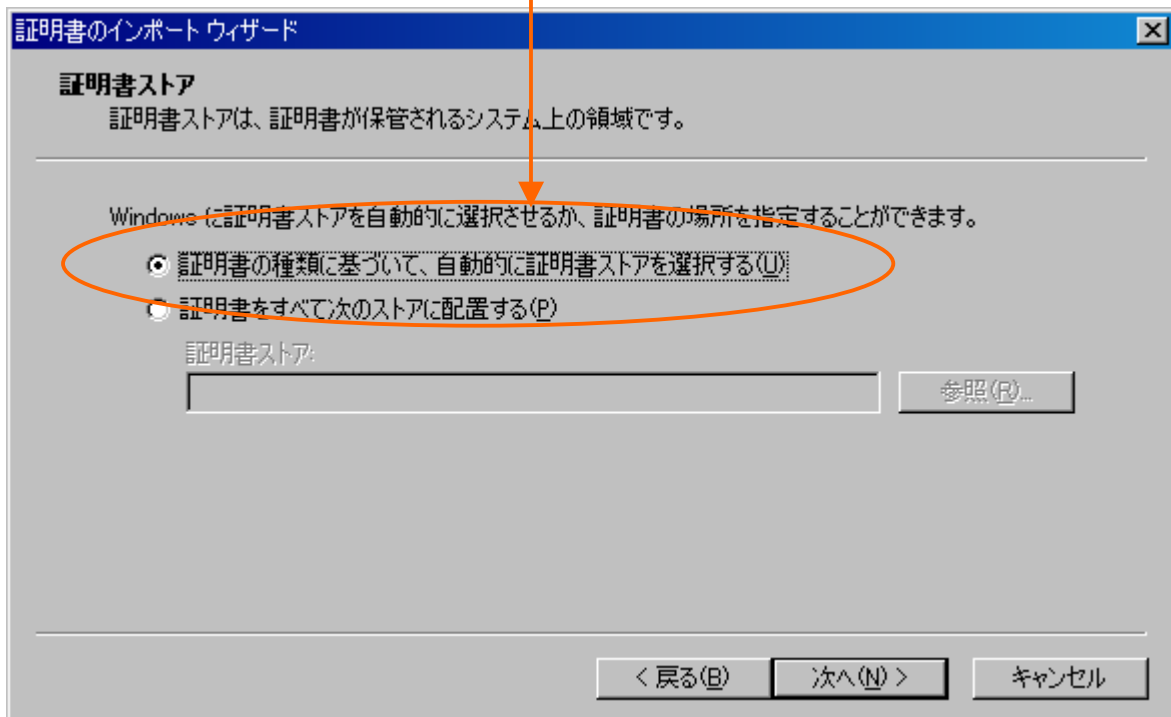 証明書のインポート ウィザード
証明書ストア
証明書ストアは、証明書が保管されるシステム上の領域です。
Windows に証明書ストアを自動的に選択させるか、証明書の場所を指定することができます。
証明書の種類に基づいて、自動的に証明書ストアを選択する(U)
証明書をすべて次のストアに配置する(P)
証明書ストア:
参照(R)...
< 戻る(B) 次へ(N) > キャンセル